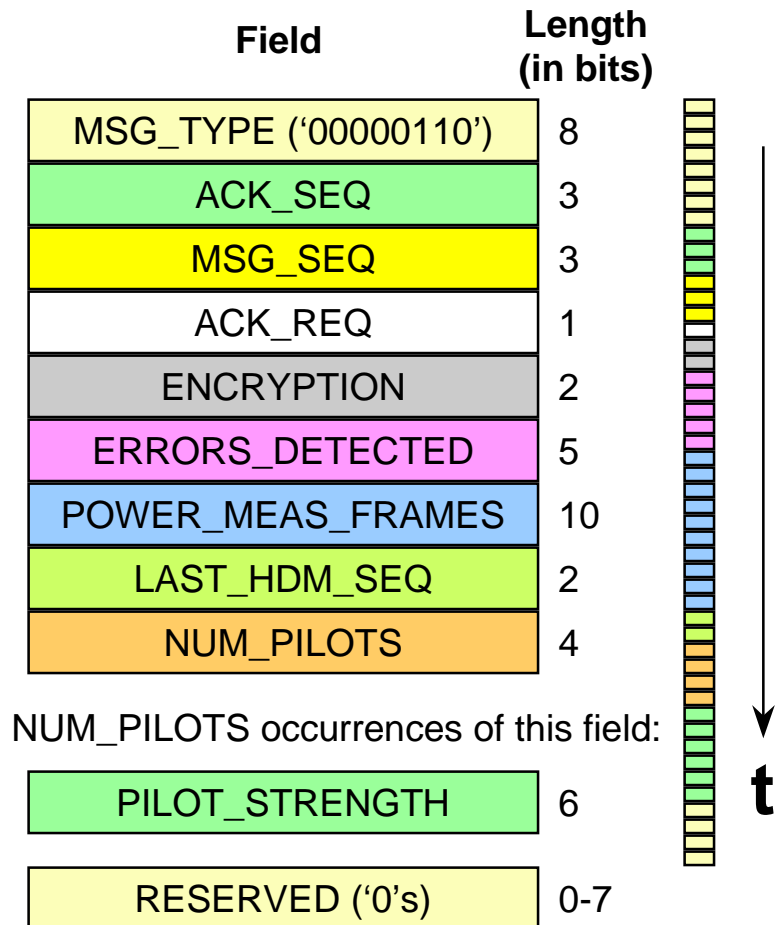 Field Length
(in bits)
MSG_TYPE (‘00000110’) 8
ACK_SEQ 3
MSG_SEQ 3
ACK_REQ 1
ENCRYPTION 2
ERRORS_DETECTED 5
POWER_MEAS_FRAMES 10
LAST_HDM_SEQ 2
NUM_PILOTS 4
NUM_PILOTS occurrences of this field:
PILOT_STRENGTH 6
t
RESERVED (‘0’s) 0-7